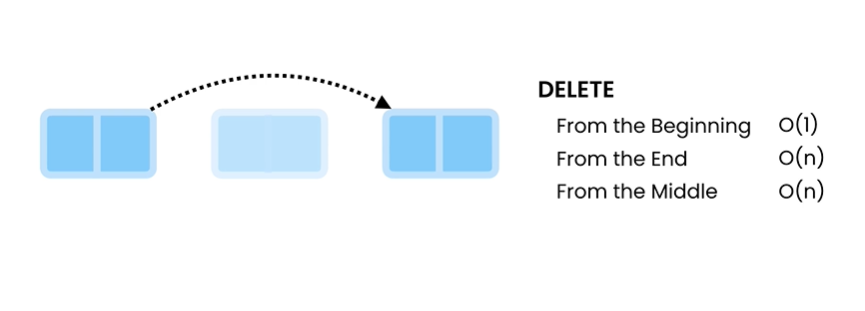 DELETE
From the Beginning O(1)
From the End O(n)
From the Middle O(n)